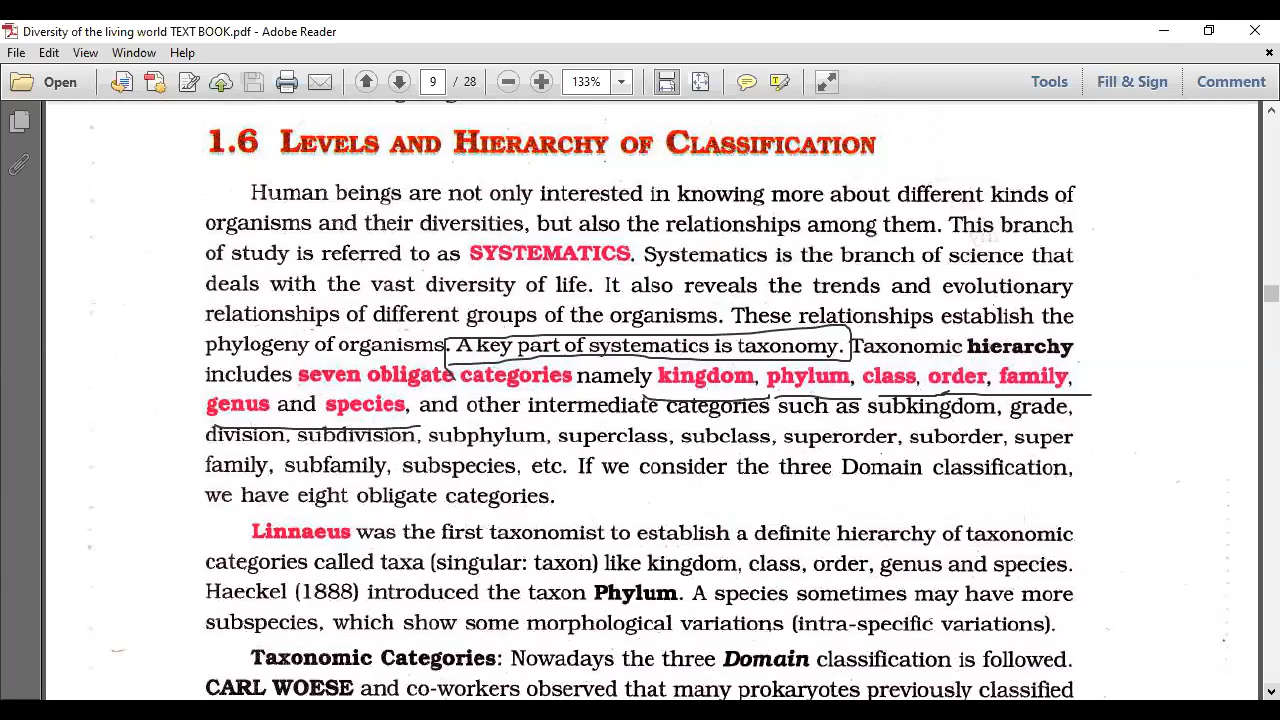 Diversity of the living world TEXT BOOK.pdf - Adobe Reader
File Edit View Window Help
Open 9 / 28 133% Tools Fill & Sign Comment
1.6 LEVELS AND HIERARCHY OF CLASSIFICATION
Human beings are not only interested in knowing more about different kinds of
organisms and their diversities, but also the relationships among them. This branch
of study is referred to as SYSTEMATICS. Systematics is the branch of science that
deals with the vast diversity of life. It also reveals the trends and evolutionary
relationships of different groups of the organisms. These relationships establish the
phylogeny of organisms. A key part of systematics is taxonomy. Taxonomic hierarchy
includes seven obligate categories namely kingdom, phylum, class, order, family,
genus and species, and other intermediate categories such as subkingdom, grade,
division, subdivision, subphylum, superclass, subclass, superorder, suborder, super
family, subfamily, subspecies, etc. If we consider the three Domain classification,
we have eight obligate categories.
Linnaeus was the first taxonomist to establish a definite hierarchy of taxonomic
categories called taxa (singular: taxon) like kingdom, class, order, genus and species.
Haeckel (1888) introduced the taxon Phylum. A species sometimes may have more
subspecies, which show some morphological variations (intra-specific variations).
Taxonomic Categories: Nowadays the three Domain classification is followed.
CARL WOESE and co-workers observed that many prokaryotes previously classified